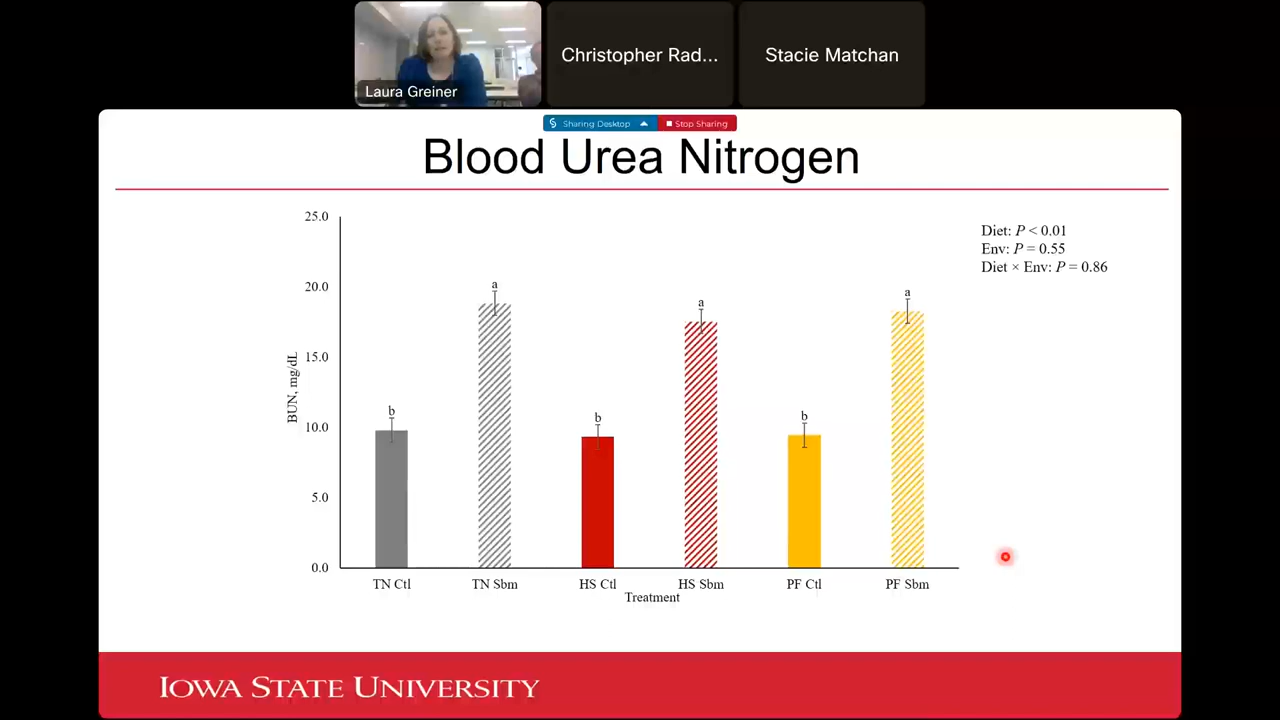 Laura Greiner
Christopher Rad...
Stacie Matchan
Sharing Desktop
Stop Sharing
Blood Urea Nitrogen
25.0
20.0
15.0
10.0
5.0
0.0
BUN, mg/dL
a
a
a
b
b
b
Diet: P < 0.01
Env: P = 0.55
Diet × Env: P = 0.86
TN Ctl
TN Sbm
HS Ctl
HS Sbm
PF Ctl
PF Sbm
Treatment
IOWA STATE UNIVERSITY